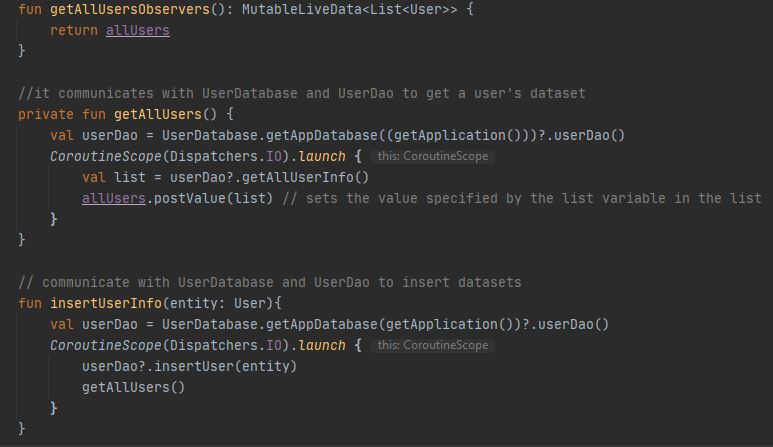 fun getAllUsersObservers(): MutableLiveData<List<User>> {
    return allUsers
}

//it communicates with UserDatabase and UserDao to get a user's dataset
private fun getAllUsers() {
    val userDao = UserDatabase.getAppDatabase((getApplication()))?.userDao()
    CoroutineScope(Dispatchers.IO).launch { this: CoroutineScope
        val list = userDao?.getAllUserInfo()
        allUsers.postValue(list) // sets the value specified by the list variable in the list
    }
}

// communicate with UserDatabase and UserDao to insert datasets
fun insertUserInfo(entity: User){
    val userDao = UserDatabase.getAppDatabase(getApplication())?.userDao()
    CoroutineScope(Dispatchers.IO).launch { this: CoroutineScope
        userDao?.insertUser(entity)
        getAllUsers()
    }
}